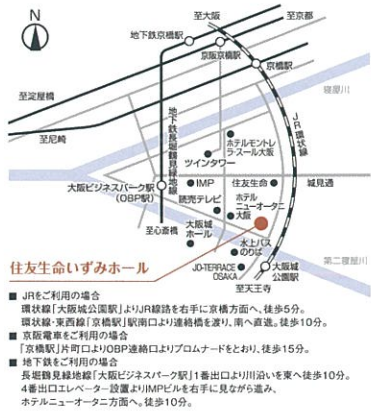 N
至大阪
至京都
地下鉄京橋駅
京阪京橋駅
京橋駅
至淀屋橋
至尼崎
寝屋川
地下鉄長堀鶴見緑地線
JR環状線
ホテルモントレ
ラ・スール大阪
ツインタワー
大阪ビジネスパーク駅
(OBP駅)
IMP
住友生命
城見通
読売テレビ
ホテル
ニューオータニ
大阪
至心斎橋
大阪城
ホール
水上バス
のりば
第二寝屋川
住友生命いずみホール
JO-TERRACE
OSAKA
大阪城
公園駅
至天王寺
■ JRをご利用の場合
環状線「大阪城公園駅」よりJR線路を右手に京橋方面へ、徒歩5分。
環状線・東西線「京橋駅」駅南口より連絡橋を渡り、南へ直進。徒歩10分。
■ 京阪電車をご利用の場合
「京橋駅」片町口よりOBP連絡口よりプロムナードをとおり、徒歩15分。
■ 地下鉄をご利用の場合
長堀鶴見緑地線「大阪ビジネスパーク駅」1番出口より川沿いを東へ徒歩10分。
4番出口エレベーター設置よりIMPビルを右手に見ながら進み、
ホテルニューオータニ方面へ。徒歩10分。